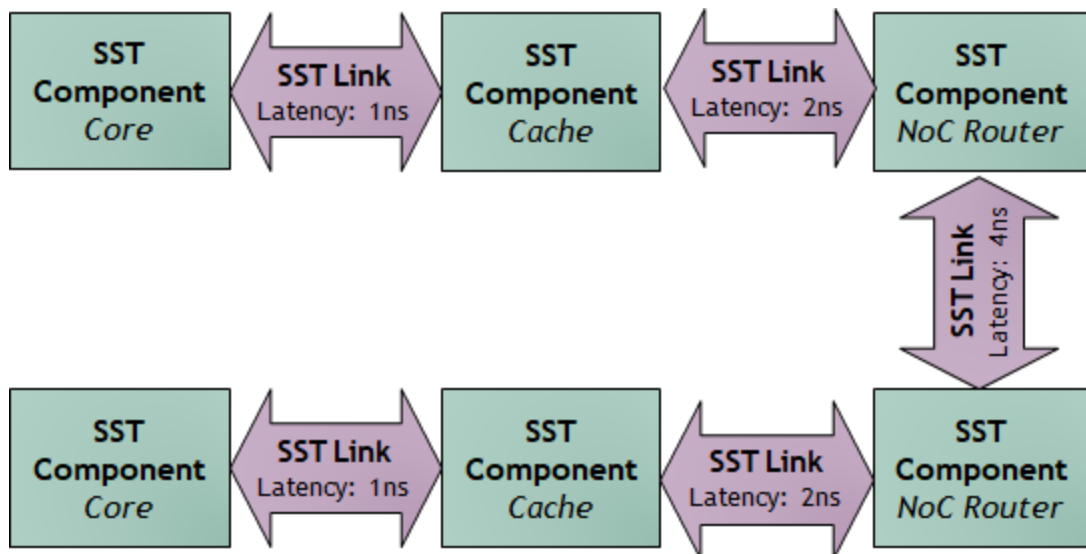 SST
Component
Core
SST Link
Latency: 1ns
SST
Component
Cache
SST Link
Latency: 2ns
SST
Component
NoC Router
SST Link
Latency: 4ns
SST
Component
Core
SST Link
Latency: 1ns
SST
Component
Cache
SST Link
Latency: 2ns
SST
Component
NoC Router